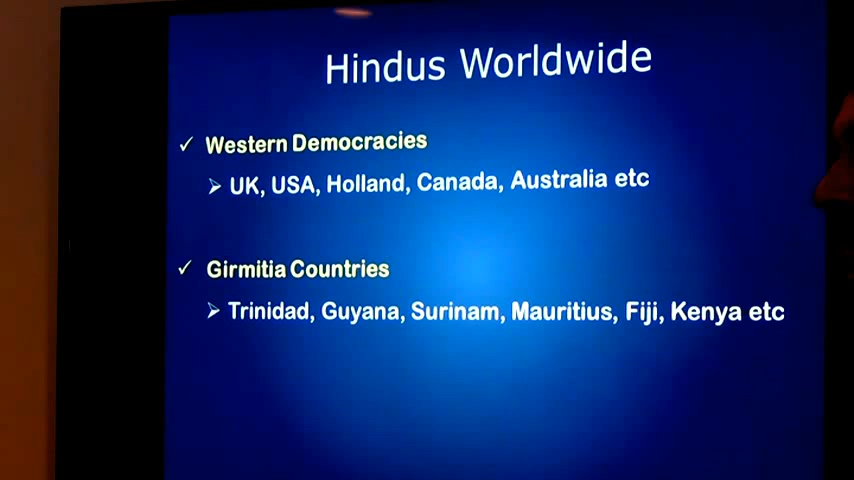 Hindus Worldwide
✓ Western Democracies
➢ UK, USA, Holland, Canada, Australia etc
✓ Girmitia Countries
➢ Trinidad, Guyana, Surinam, Mauritius, Fiji, Kenya etc